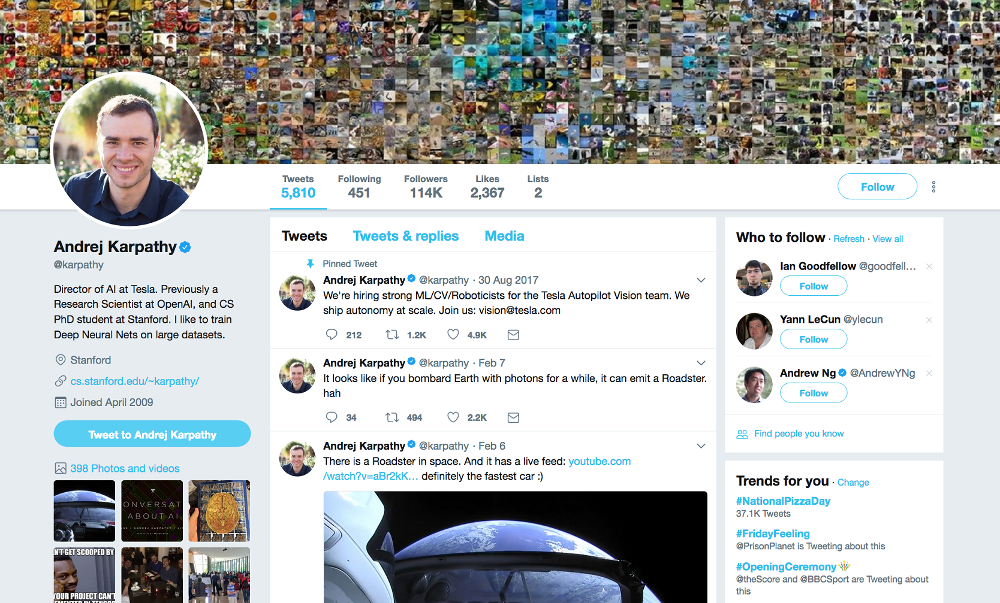 Tweets
5,810
Following
451
Followers
114K
Likes
2,367
Lists
2
Follow
Andrej Karpathy
@karpathy
Director of AI at Tesla. Previously a
Research Scientist at OpenAI, and CS
PhD student at Stanford. I like to train
Deep Neural Nets on large datasets.
Stanford
cs.stanford.edu/~karpathy/
Joined April 2009
Tweet to Andrej Karpathy
398 Photos and videos
ONVERSAT
ABOUT AI
N'T GET SCOOPED BY
YOUR PROJECT CAN'T
Tweets
Tweets & replies
Media
Pinned Tweet
Andrej Karpathy @karpathy · 30 Aug 2017
We're hiring strong ML/CV/Roboticists for the Tesla Autopilot Vision team. We
ship autonomy at scale. Join us: vision@tesla.com
212 1.2K 4.9K
Andrej Karpathy @karpathy · Feb 7
It looks like if you bombard Earth with photons for a while, it can emit a Roadster.
hah
34 494 2.2K
Andrej Karpathy @karpathy · Feb 6
There is a Roadster in space. And it has a live feed: youtube.com
/watch?v=aBr2kK… definitely the fastest car :)
Who to follow · Refresh · View all
Ian Goodfellow @goodfell…
Follow
Yann LeCun @ylecun
Follow
Andrew Ng @AndrewYNg
Follow
Find people you know
Trends for you · Change
#NationalPizzaDay
37.1K Tweets
#FridayFeeling
@PrisonPlanet is Tweeting about this
#OpeningCeremony
@theScore and @BBCSport are Tweeting about
this